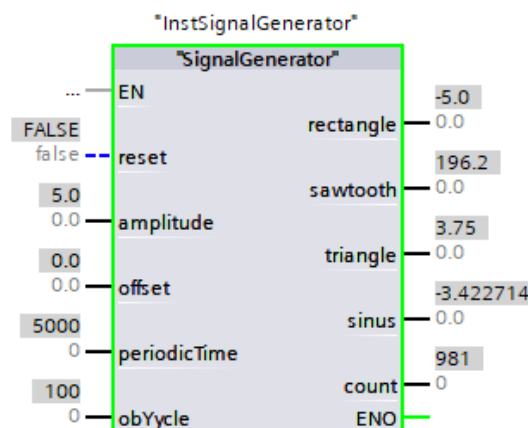 "InstSignalGenerator"
"SignalGenerator"
... EN
-5.0
rectangle 0.0
FALSE
false reset
196.2
sawtooth 0.0
5.0
0.0 amplitude
3.75
triangle 0.0
0.0
0.0 offset
-3.422714
sinus 0.0
5000
0 periodicTime
981
count 0
100
0 obYycle
ENO